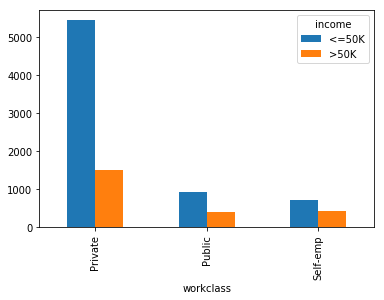 income
<=50K
>50K
5000
4000
3000
2000
1000
0
Private
Public
Self-emp
workclass